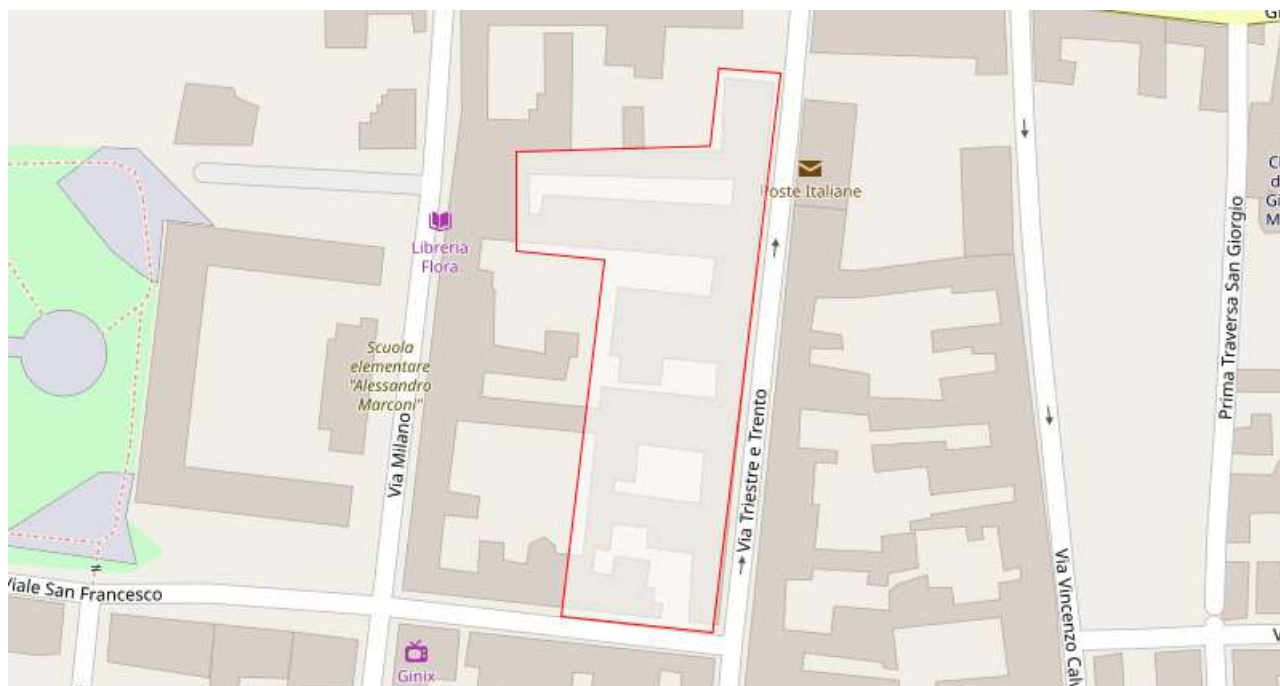 Poste Italiane
Libreria
Flora
Scuola
elementare
"Alessandro
Marconi"
Via Milano
Via Triestre e Trento
Prima Traversa San Giorgio
Via Vincenzo Calv
Viale San Francesco
Ginix